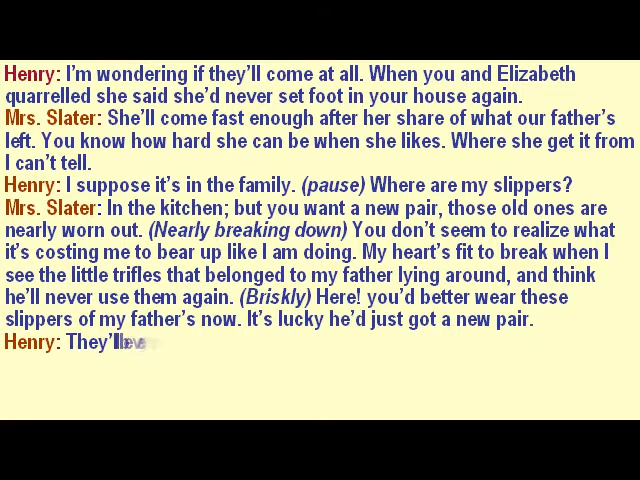 Henry: I'm wondering if they'll come at all. When you and Elizabeth
quarrelled she said she'd never set foot in your house again.
Mrs. Slater: She'll come fast enough after her share of what our father's
left. You know how hard she can be when she likes. Where she get it from
I can't tell.
Henry: I suppose it's in the family. (pause) Where are my slippers?
Mrs. Slater: In the kitchen; but you want a new pair, those old ones are
nearly worn out. (Nearly breaking down) You don't seem to realize what
it's costing me to bear up like I am doing. My heart's fit to break when I
see the little trifles that belonged to my father lying around, and think
he'll never use them again. (Briskly) Here! you'd better wear these
slippers of my father's now. It's lucky he'd just got a new pair.
Henry: